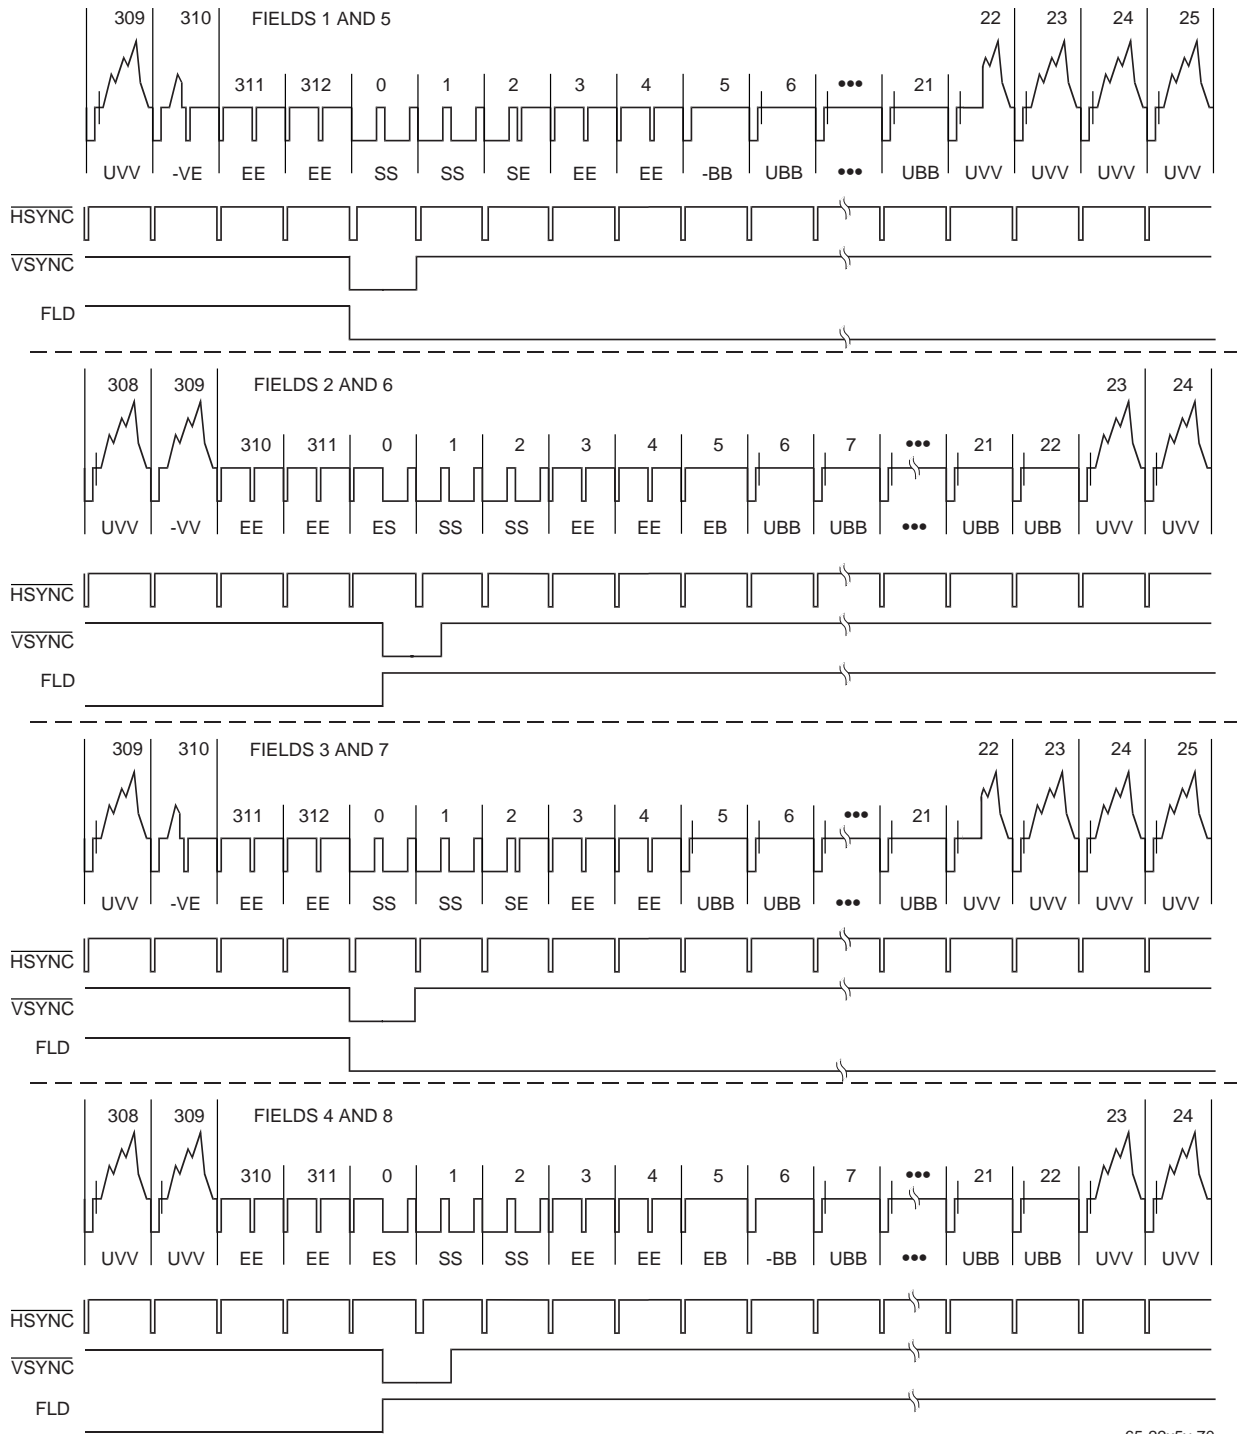 309 310 FIELDS 1 AND 5 22 23 24 25
311 312 0 1 2 3 4 5 6 ••• 21
UVV -VE EE EE SS SS SE EE EE -BB UBB ••• UBB UVV UVV UVV UVV
HSYNC
VSYNC
FLD
308 309 FIELDS 2 AND 6 23 24
310 311 0 1 2 3 4 5 6 7 ••• 21 22
UVV -VV EE EE ES SS SS EE EE EB UBB UBB ••• UBB UBB UVV UVV
HSYNC
VSYNC
FLD
309 310 FIELDS 3 AND 7 22 23 24 25
311 312 0 1 2 3 4 5 6 ••• 21
UVV -VE EE EE SS SS SE EE EE UBB UBB ••• UBB UVV UVV UVV UVV
HSYNC
VSYNC
FLD
308 309 FIELDS 4 AND 8 23 24
310 311 0 1 2 3 4 5 6 7 ••• 21 22
UVV UVV EE EE ES SS SS EE EE EB -BB UBB ••• UBB UBB UVV UVV
HSYNC
VSYNC
FLD